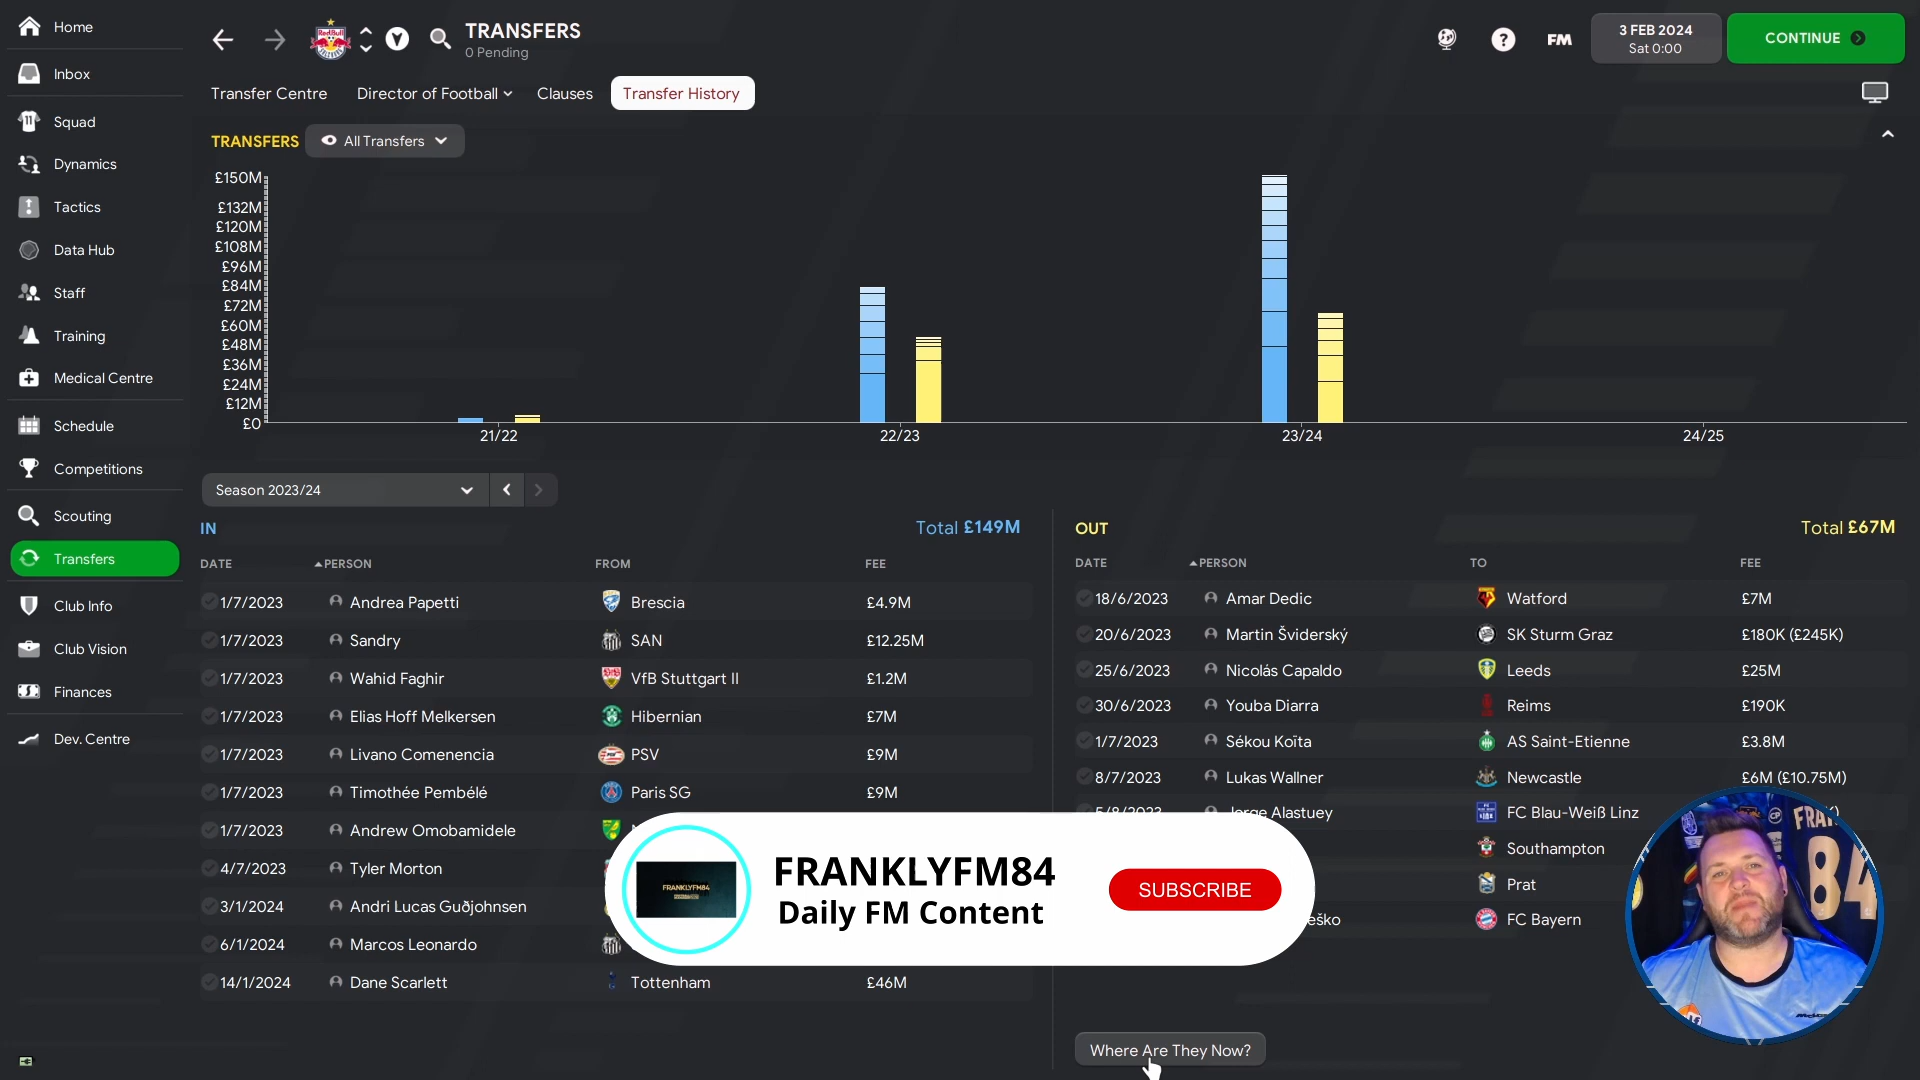 Home
Inbox
Squad
Dynamics
Tactics
Data Hub
Staff
Training
Medical Centre
Schedule
Competitions
Scouting
Transfers
Club Info
Club Vision
Finances
Dev. Centre
TRANSFERS
0 Pending
FM
3 FEB 2024
Sat 0:00
CONTINUE
Transfer Centre Director of Football Clauses Transfer History
TRANSFERS All Transfers
£150M
£132M
£120M
£108M
£96M
£84M
£72M
£60M
£48M
£36M
£24M
£12M
£0
21/22 22/23 23/24 24/25
Season 2023/24
IN Total £149M
DATE PERSON FROM FEE
1/7/2023 Andrea Papetti Brescia £4.9M
1/7/2023 Sandry SAN £12.25M
1/7/2023 Wahid Faghir VfB Stuttgart II £1.2M
1/7/2023 Elias Hoff Melkersen Hibernian £7M
1/7/2023 Livano Comenencia PSV £9M
1/7/2023 Timothée Pembélé Paris SG £9M
1/7/2023 Andrew Omobamidele
4/7/2023 Tyler Morton
3/1/2024 Andri Lucas Guðjohnsen
6/1/2024 Marcos Leonardo
14/1/2024 Dane Scarlett Tottenham £46M
OUT Total £67M
DATE PERSON TO FEE
18/6/2023 Amar Dedic Watford £7M
20/6/2023 Martin Šviderský SK Sturm Graz £180K (£245K)
25/6/2023 Nicolás Capaldo Leeds £25M
30/6/2023 Youba Diarra Reims £190K
1/7/2023 Sékou Koïta AS Saint-Etienne £3.8M
8/7/2023 Lukas Wallner Newcastle £6M (£10.75M)
5/8/2023 Jorge Alastuey FC Blau-Weiß Linz
Southampton
Prat
eško FC Bayern
FRANKLYFM84
Daily FM Content
SUBSCRIBE
FRANKLYFM84
Where Are They Now?
FRA
84